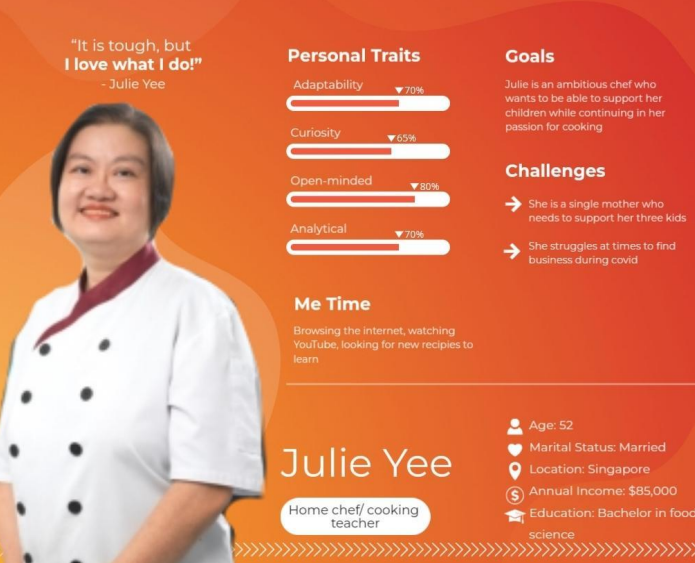 “It is tough, but
I love what I do!”
- Julie Yee
Personal Traits
Adaptability
70%
Curiosity
65%
Open-minded
80%
Analytical
70%
Me Time
Browsing the internet, watching
YouTube, looking for new recipies to
learn
Goals
Julie is an ambitious chef who
wants to be able to support her
children while continuing in her
passion for cooking
Challenges
She is a single mother who
needs to support her three kids
She struggles at times to find
business during covid
Julie Yee
Home chef/ cooking
teacher
Age: 52
Marital Status: Married
Location: Singapore
$
Annual Income: $85,000
Education: Bachelor in food
science